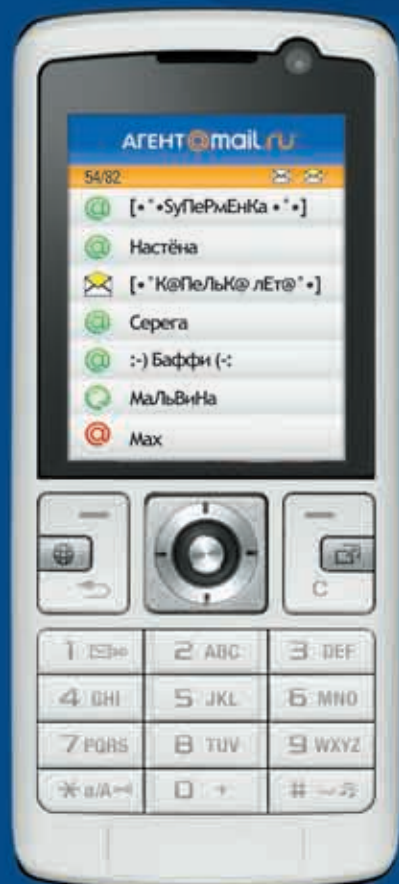 АГЕНТ@mail.ru
54/82
[•˚•SyПеРмЕнКа •˚•]
Настёна
[•˚К@ПеЛьК@ лЕт@˚•]
Серега
:-) Баффи (-:
МаЛьВиНа
Max
C
1
2 ABC
3 DEF
4 GHI
5 JKL
6 MNO
7 PQRS
8 TUV
9 WXYZ
* a/A
0 +
#